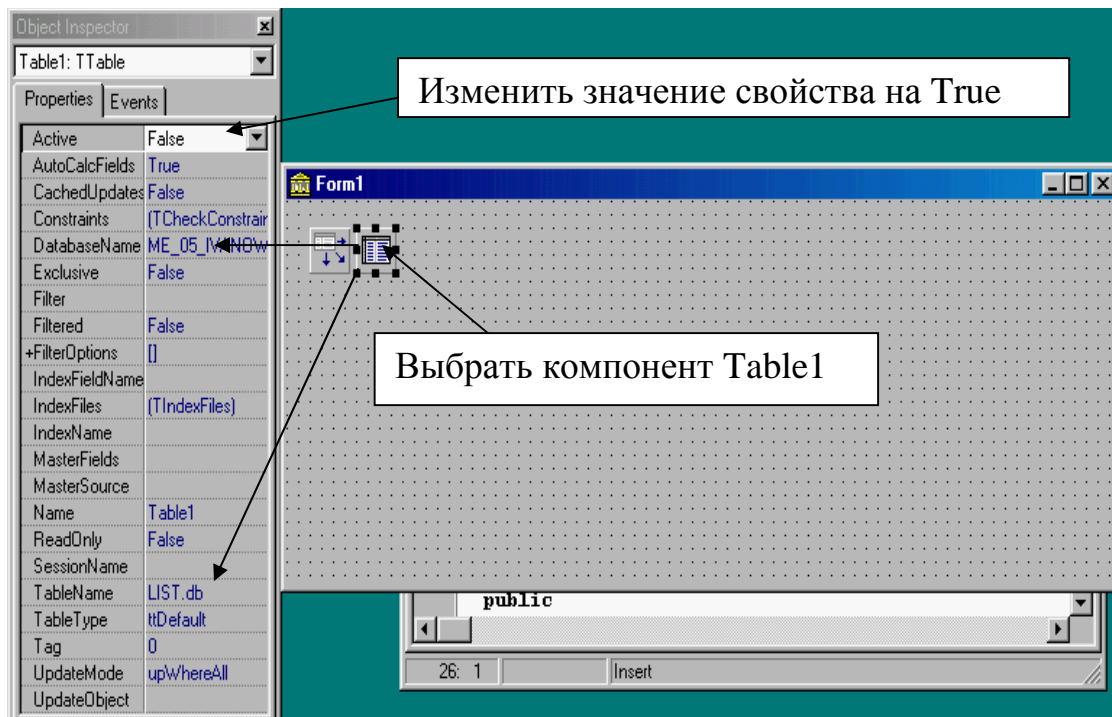 Object Inspector
Table1: TTable
Properties Events
Active False
AutoCalcFields True
CachedUpdates False
Constraints (TCheckConstrair
DatabaseName ME_05_IVANOW
Exclusive False
Filter
Filtered False
+FilterOptions []
IndexFieldName
IndexFiles (TIndexFiles)
IndexName
MasterFields
MasterSource
Name Table1
ReadOnly False
SessionName
TableName LIST.db
TableType ttDefault
Tag 0
UpdateMode upWhereAll
UpdateObject
Изменить значение свойства на True
Form1
Выбрать компонент Table1
public
26: 1 Insert